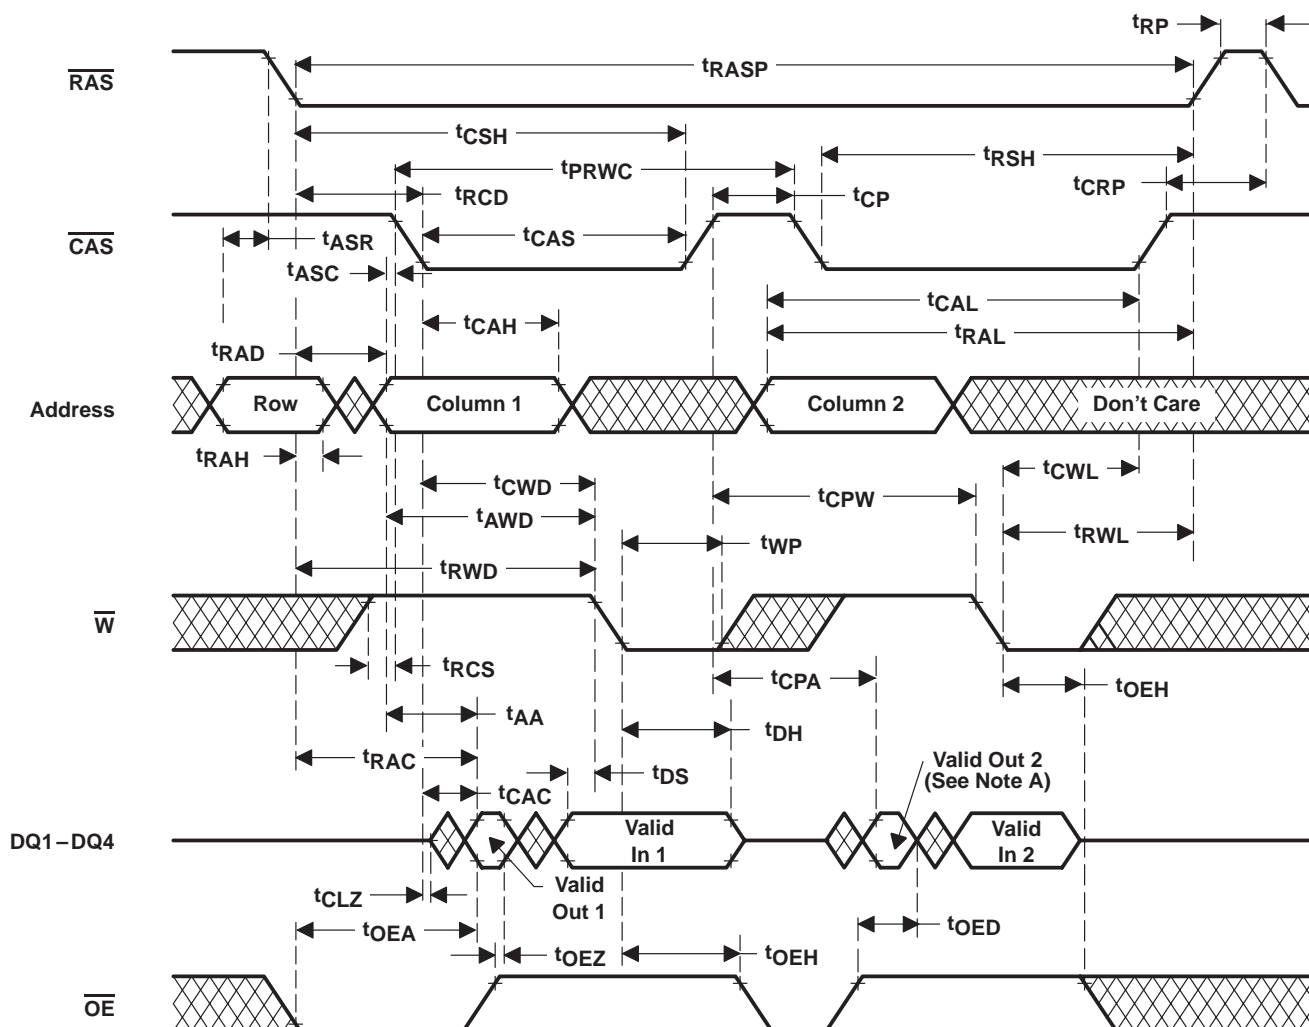 tRP
RAS
tRASP
tCSH
tRSH
tPRWC
tRCD
tCP
tCRP
CAS
tASR
tCAS
tASC
tCAL
tCAH
tRAL
tRAD
Address
Row
Column 1
Column 2
Don't Care
tRAH
tCWD
tCPW
tCWL
tAWD
tWP
tRWL
tRWD
W
tRCS
tCPA
tOEH
tAA
tDH
tRAC
tDS
Valid Out 2
(See Note A)
tCAC
DQ1–DQ4
Valid
In 1
Valid
In 2
tCLZ
Valid
Out 1
tOEA
tOED
tOEZ
tOEH
OE